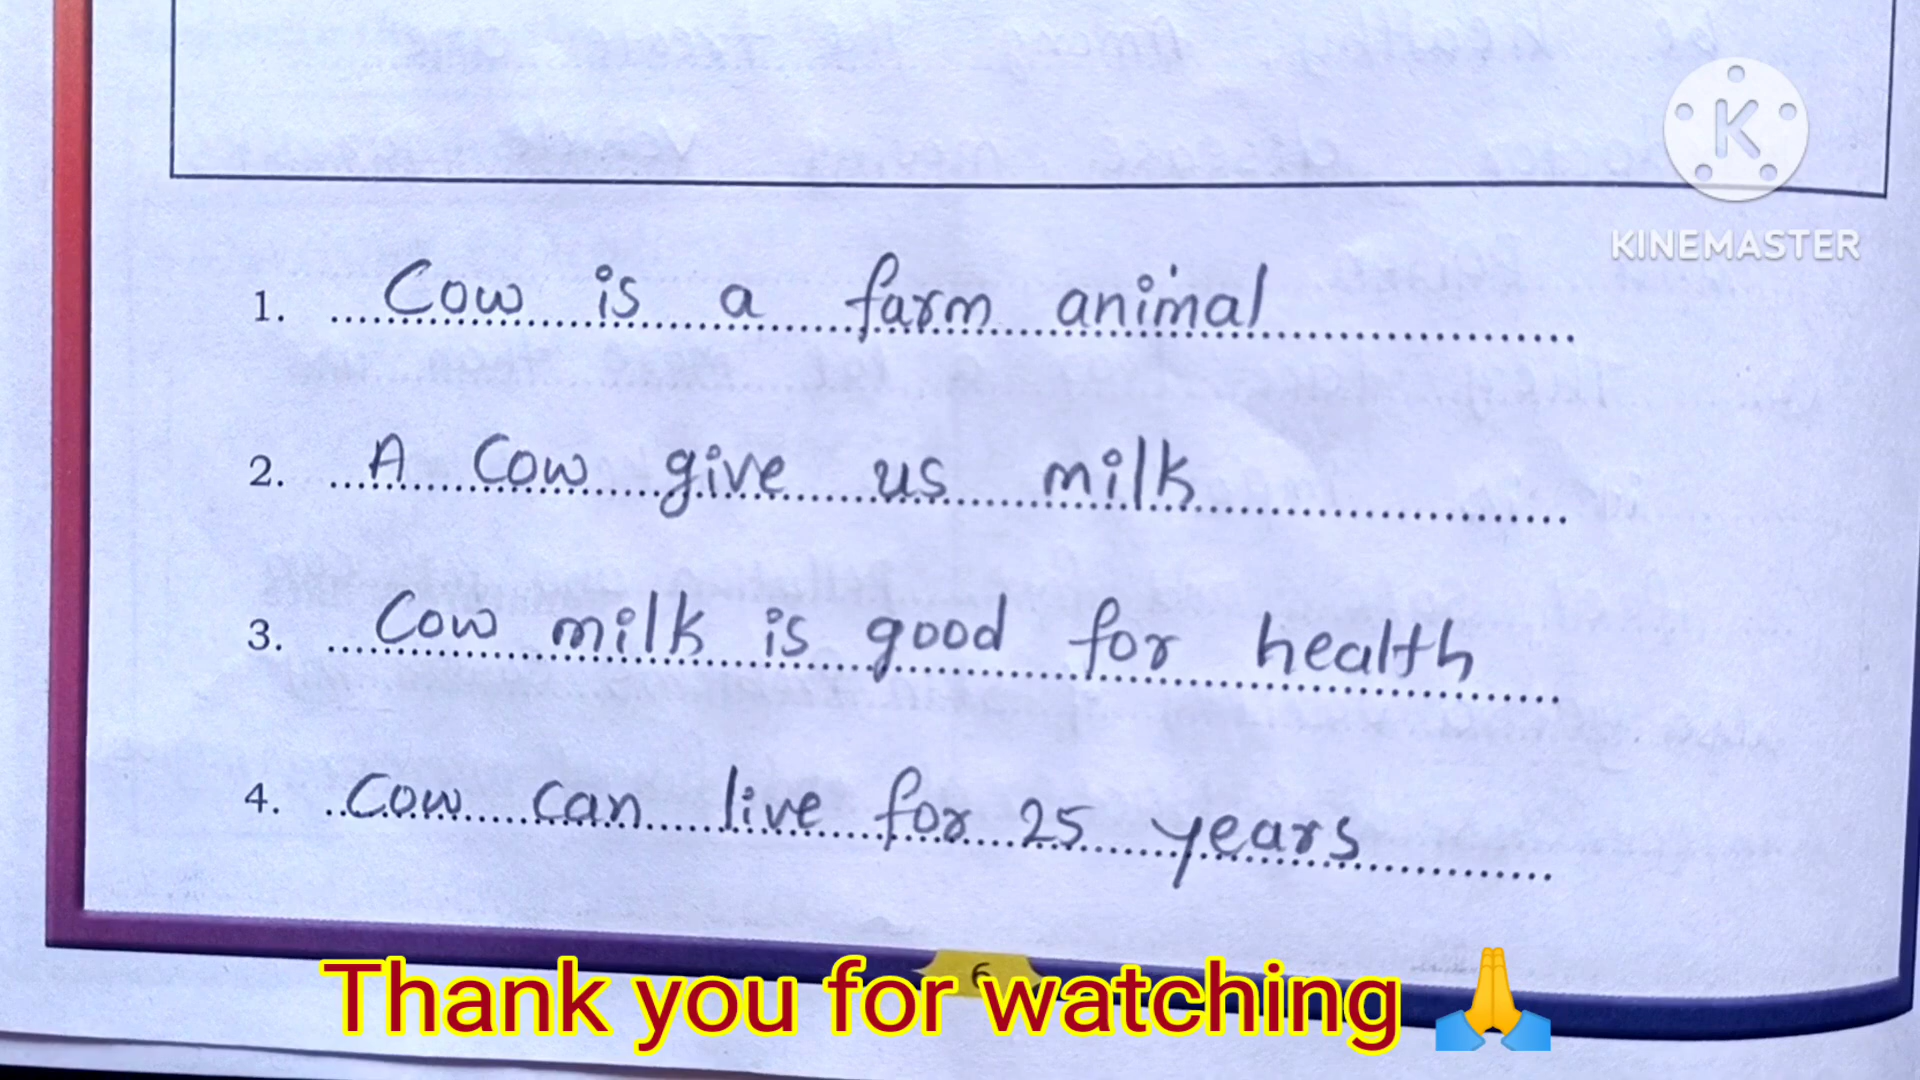 KINEMASTER
1. Cow is a farm animal
2. A Cow give us milk
3. Cow milk is good for health
4. Cow can live for 25 years
6
Thank you for watching 🙏